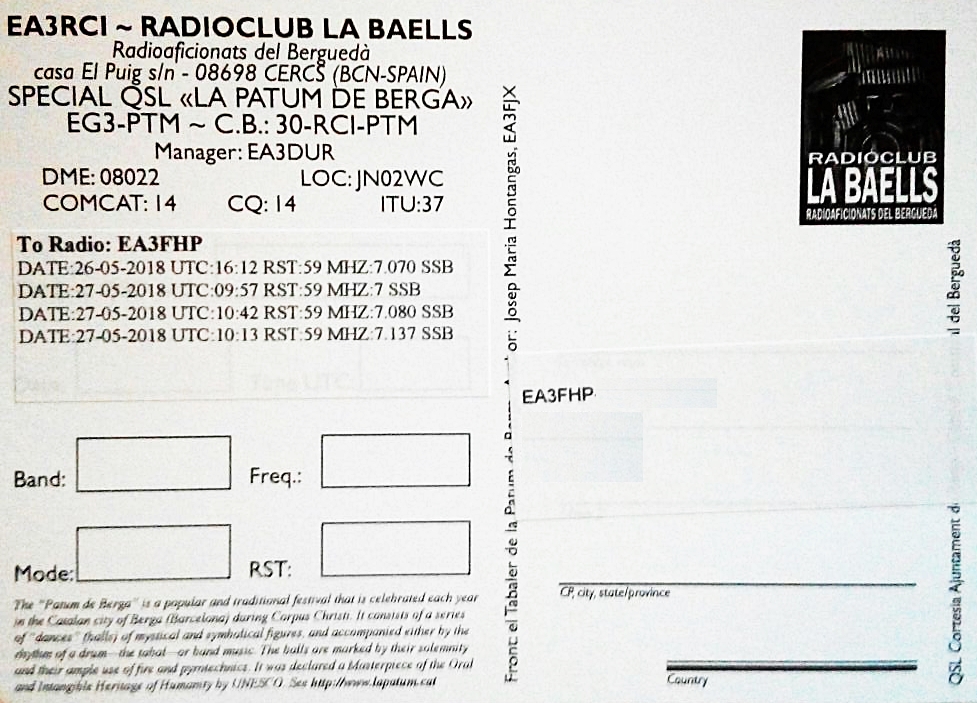 EA3RCI ~ RADIOCLUB LA BAELLS
Radioaficionats del Berguedà
casa El Puig s/n - 08698 CERCS (BCN-SPAIN)
SPECIAL QSL «LA PATUM DE BERGA»
EG3-PTM ~ C.B.: 30-RCI-PTM
Manager: EA3DUR
DME: 08022 LOC: JN02WC
COMCAT: 14 CQ: 14 ITU:37
To Radio: EA3FHP
DATE:26-05-2018 UTC:16:12 RST:59 MHZ:7.070 SSB
DATE:27-05-2018 UTC:09:57 RST:59 MHZ:7 SSB
DATE:27-05-2018 UTC:10:42 RST:59 MHZ:7.080 SSB
DATE:27-05-2018 UTC:10:13 RST:59 MHZ:7.137 SSB
Band: Freq.:
Mode: RST:
The "Patum de Berga" is a popular and traditional festival that is celebrated each year
in the Catalan city of Berga (Barcelona) during Corpus Christi. It consists of a series
of "dances" (balls) of mystical and symbolical figures, and accompanied either by the
rhythm of a drum—the tabal—or band music. The balls are marked by their solemnity
and their ample use of fire and pyrotechnics. It was declared a Masterpiece of the Oral
and Intangible Heritage of Humanity by UNESCO. See http://www.lapatum.cat
Front: el Tabaler de la Patum de or: Josep Maria Hontangas, EA3FJX
RADIOCLUB
LA BAELLS
RADIOAFICIONATS DEL BERGUEDÀ
EA3FHP
CP, city, state/province
Country
QSL Cortesia Ajuntament del Berguedà